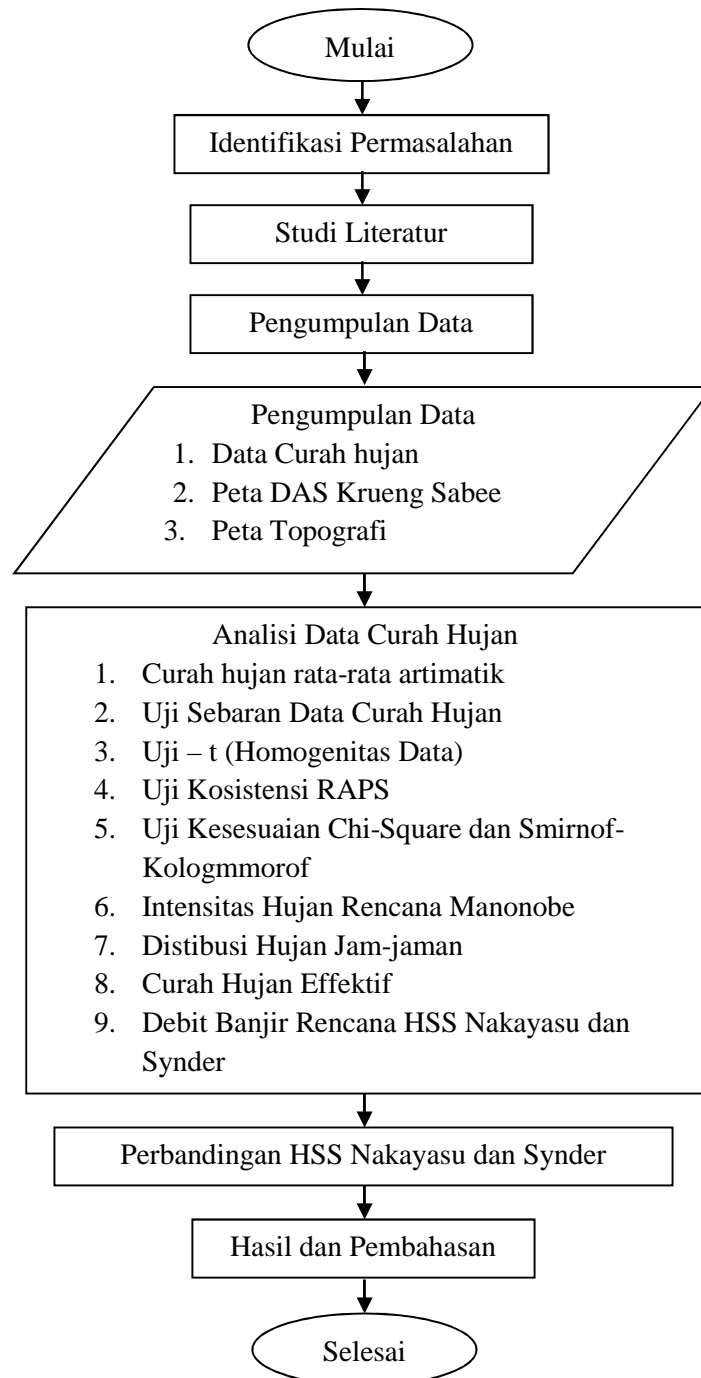 Mulai
Identifikasi Permasalahan
Studi Literatur
Pengumpulan Data
Pengumpulan Data
1. Data Curah hujan
2. Peta DAS Krueng Sabee
3. Peta Topografi
Analisi Data Curah Hujan
1. Curah hujan rata-rata artimatik
2. Uji Sebaran Data Curah Hujan
3. Uji – t (Homogenitas Data)
4. Uji Kosistensi RAPS
5. Uji Kesesuaian Chi-Square dan Smirnof-
Kologmmorof
6. Intensitas Hujan Rencana Manonobe
7. Distibusi Hujan Jam-jaman
8. Curah Hujan Effektif
9. Debit Banjir Rencana HSS Nakayasu dan
Synder
Perbandingan HSS Nakayasu dan Synder
Hasil dan Pembahasan
Selesai